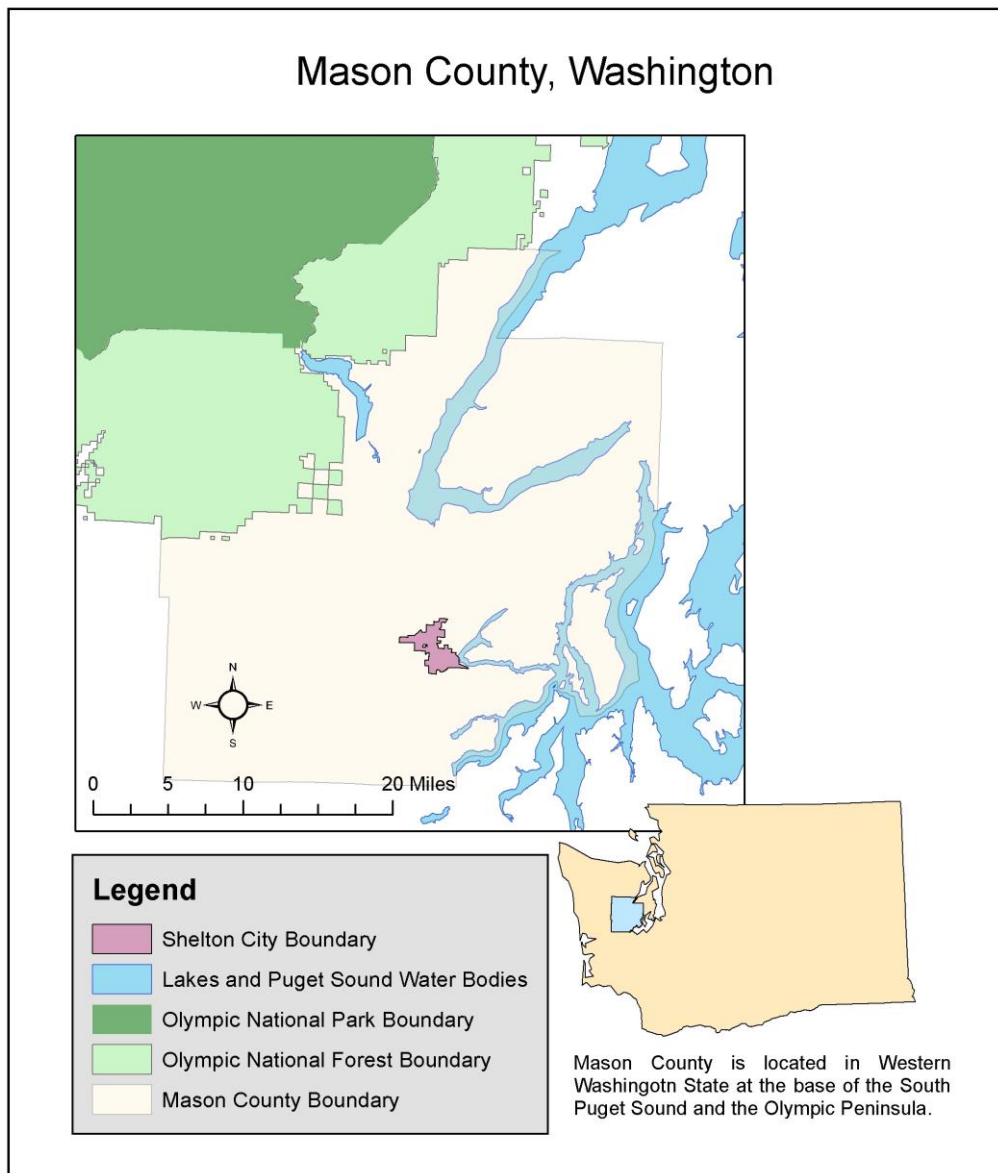 Mason County, Washington
N
W E
S
0 5 10 20 Miles
Legend
Shelton City Boundary
Lakes and Puget Sound Water Bodies
Olympic National Park Boundary
Olympic National Forest Boundary
Mason County Boundary
Mason County is located in Western
Washingotn State at the base of the South
Puget Sound and the Olympic Peninsula.